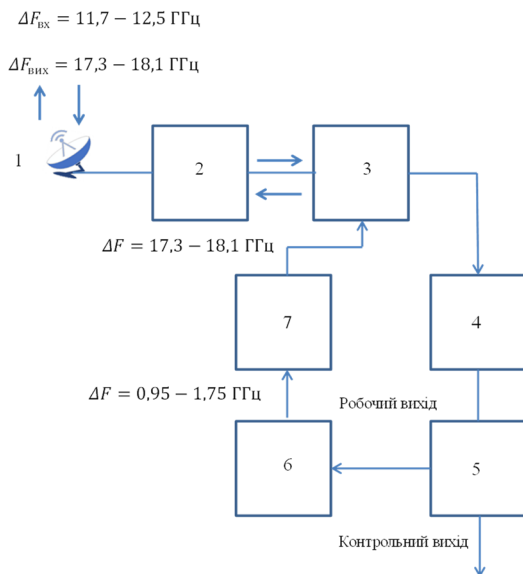 𝛥𝐹вх = 11,7 − 12,5 ГГц
𝛥𝐹вих = 17,3 − 18,1 ГГц
1
2
3
𝛥𝐹 = 17,3 − 18,1 ГГц
7
4
𝛥𝐹 = 0,95 − 1,75 ГГц
Робочий вихід
6
5
Контрольний вихід